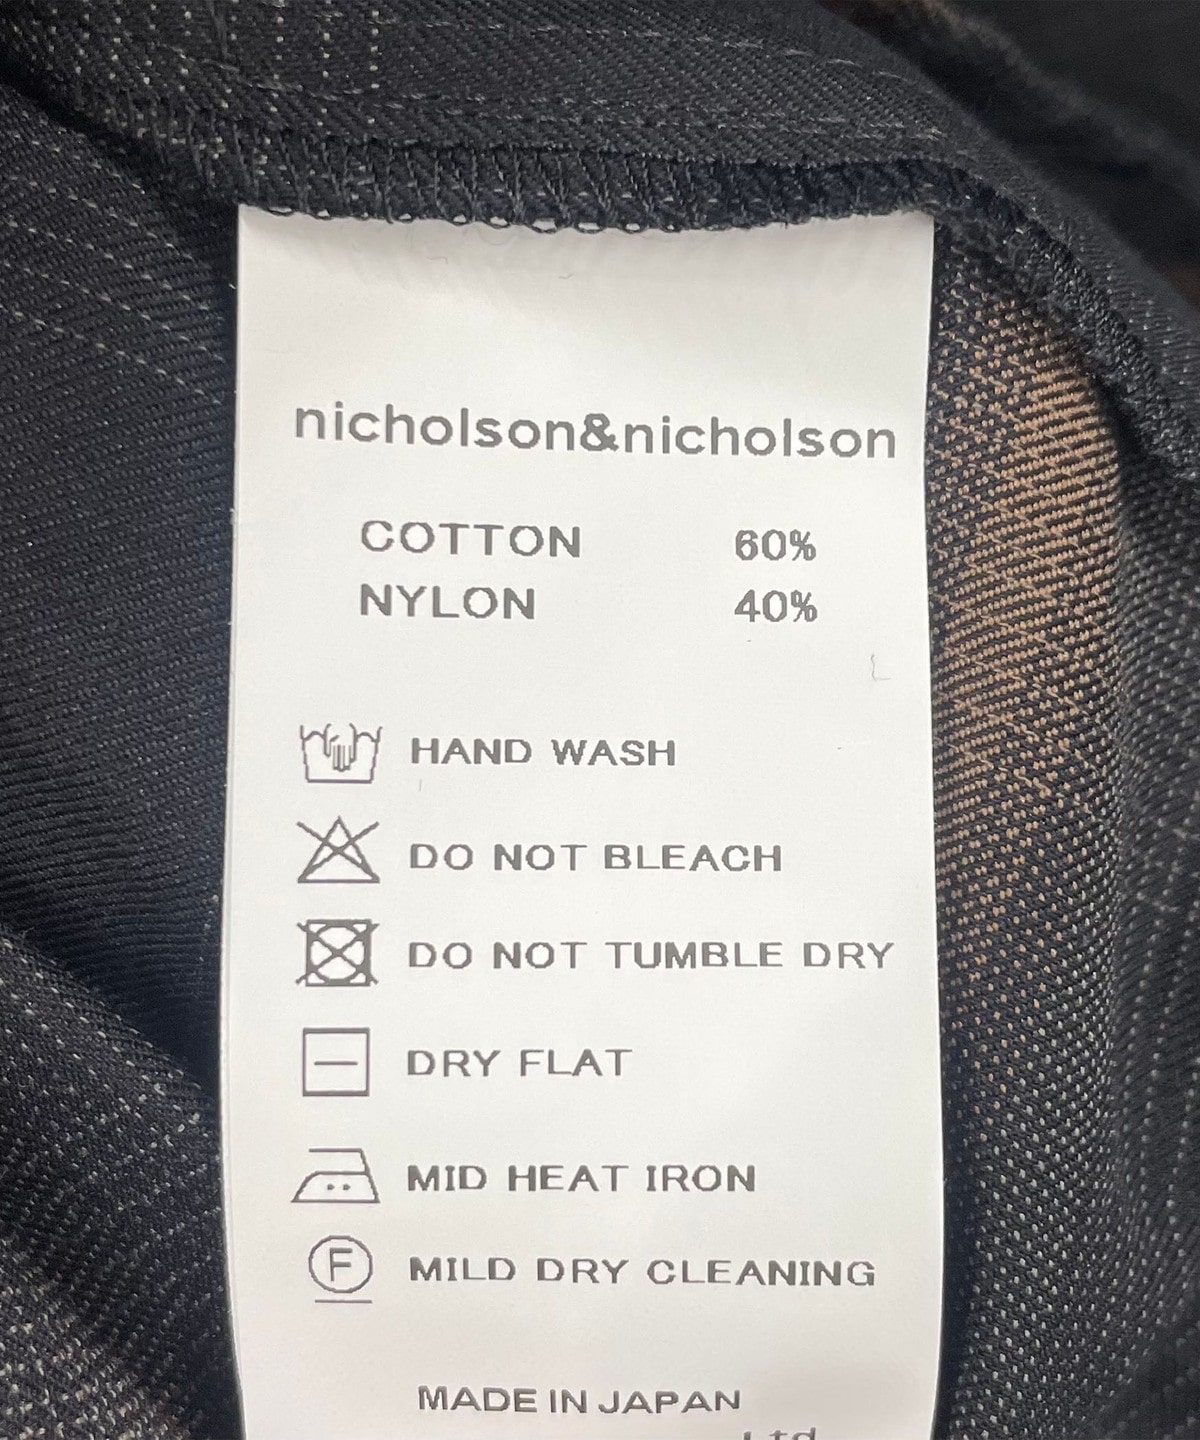 nicholson&nicholson
COTTON 60%
NYLON 40%
HAND WASH
DO NOT BLEACH
DO NOT TUMBLE DRY
DRY FLAT
MID HEAT IRON
F MILD DRY CLEANING
MADE IN JAPAN
Ltd